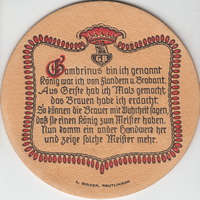 GB
Gambrinus bin ich genannt
König war ich von Flandern u. Brabant.
Aus Gerste hab ich Malz gemacht,
das Brauen habe ich erdacht.
So können die Brauer mit Wahrheit sagen,
daß sie einen König zum Meister haben.
Nun komm ein ander Handwerk her
und zeige solche Meister mehr.